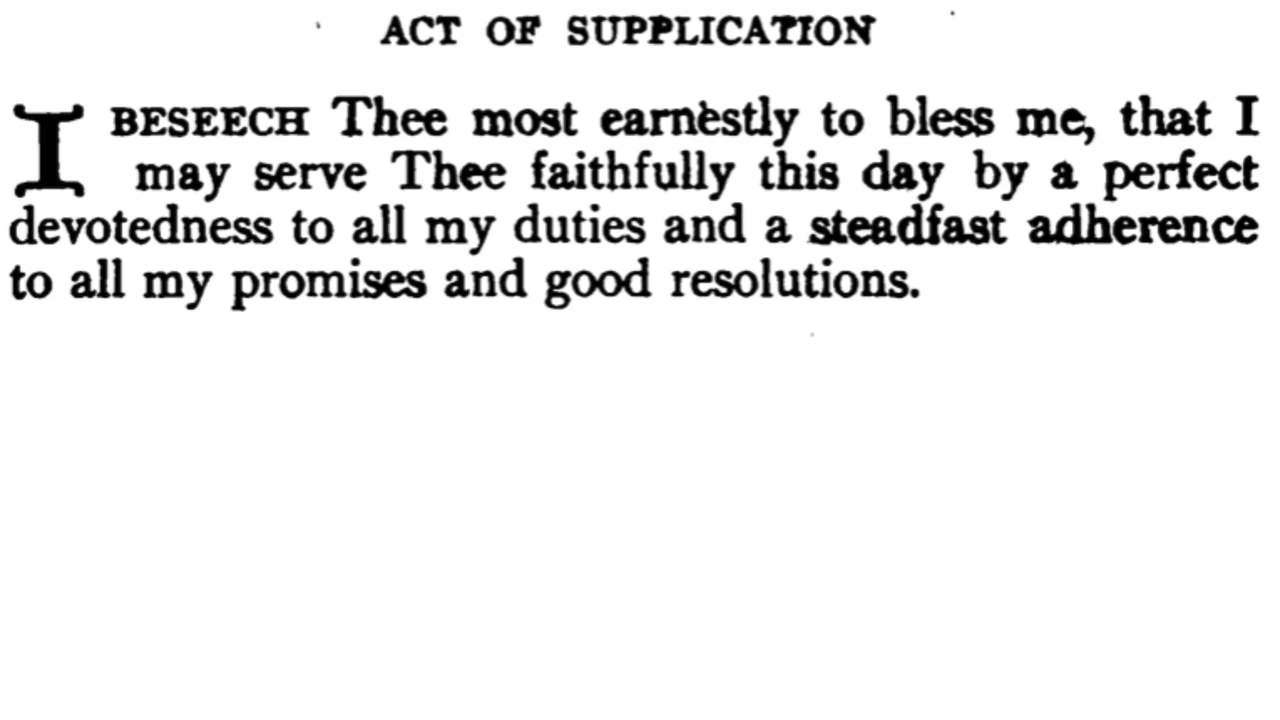 ACT OF SUPPLICATION
I BESEECH Thee most earnestly to bless me, that I
may serve Thee faithfully this day by a perfect
devotedness to all my duties and a steadfast adherence
to all my promises and good resolutions.